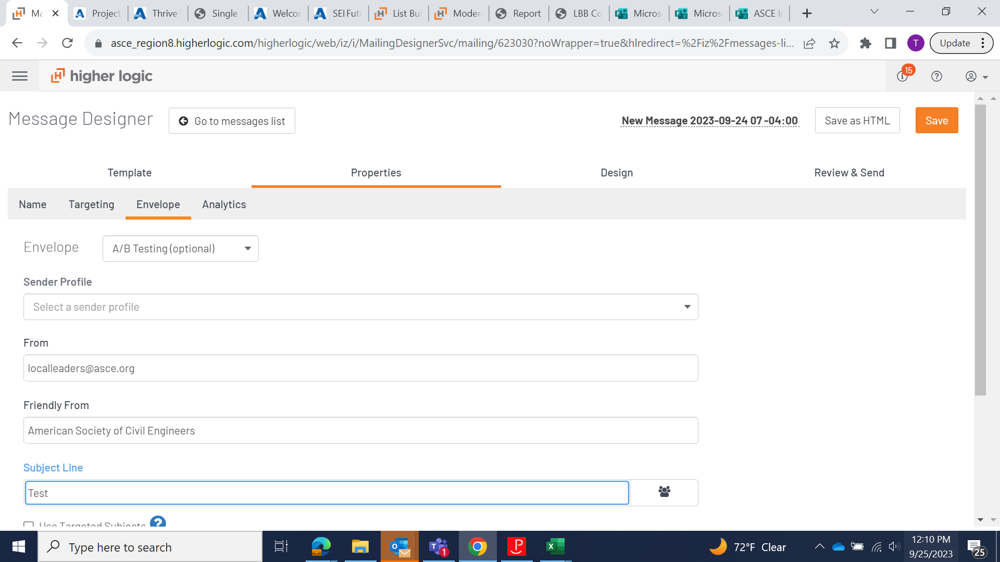 Ma
Project
Thrive
Single
Welcon
SEI Futu
List Bui
Modera
Report
LBB Co
Micros
Micros
ASCE In
asce_region8.higherlogic.com/higherlogic/web/iz/i/MailingDesignerSvc/mailing/623030?noWrapper=true&hlredirect=%2Fiz%2Fmessages-li...
T
Update
higher logic
15
Message Designer
Go to messages list
New Message 2023-09-24 07 -04:00
Save as HTML
Save
Template
Properties
Design
Review & Send
Name
Targeting
Envelope
Analytics
Envelope
A/B Testing (optional)
Sender Profile
Select a sender profile
From
localleaders@asce.org
Friendly From
American Society of Civil Engineers
Subject Line
Test
Use Targeted Subjects
Type here to search
1
72°F Clear
12:10 PM
9/25/2023
25